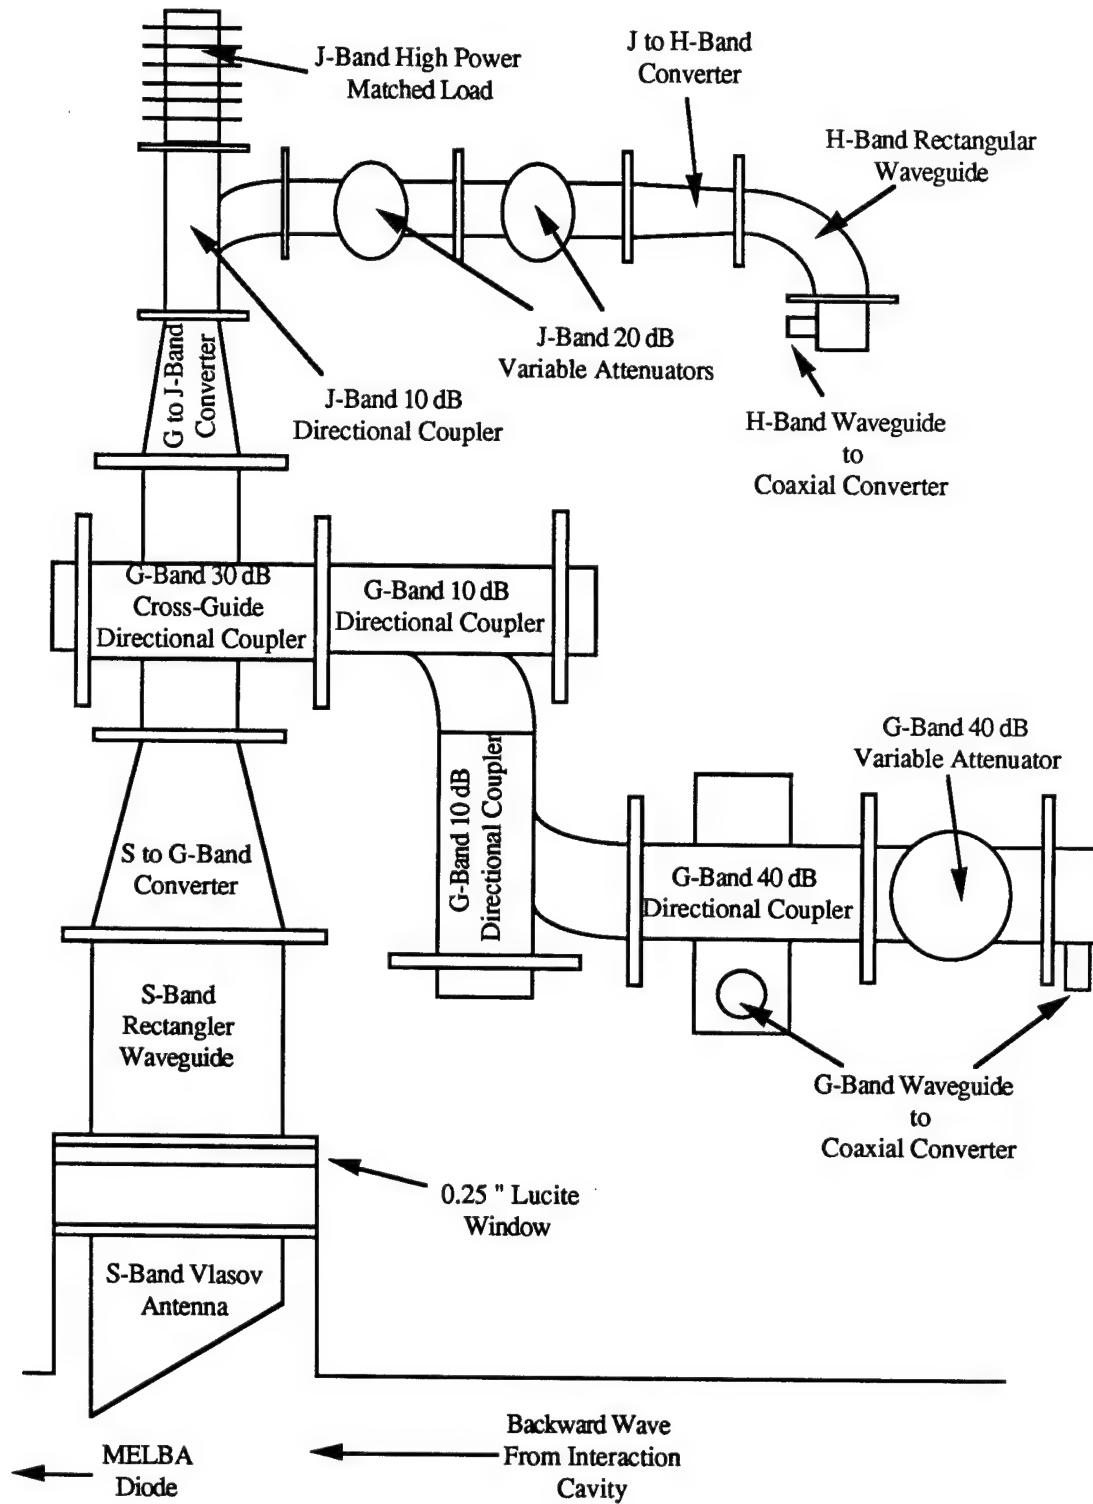 J-Band High Power
Matched Load
J to H-Band
Converter
H-Band Rectangular
Waveguide
G to J-Band
Converter
J-Band 20 dB
Variable Attenuators
J-Band 10 dB
Directional Coupler
H-Band Waveguide
to
Coaxial Converter
G-Band 30 dB
Cross-Guide
Directional Coupler
G-Band 10 dB
Directional Coupler
G-Band 10 dB
Directional Coupler
G-Band 40 dB
Variable Attenuator
S to G-Band
Converter
G-Band 40 dB
Directional Coupler
S-Band
Rectangler
Waveguide
G-Band Waveguide
to
Coaxial Converter
0.25 " Lucite
Window
S-Band Vlasov
Antenna
MELBA
Diode
Backward Wave
From Interaction
Cavity